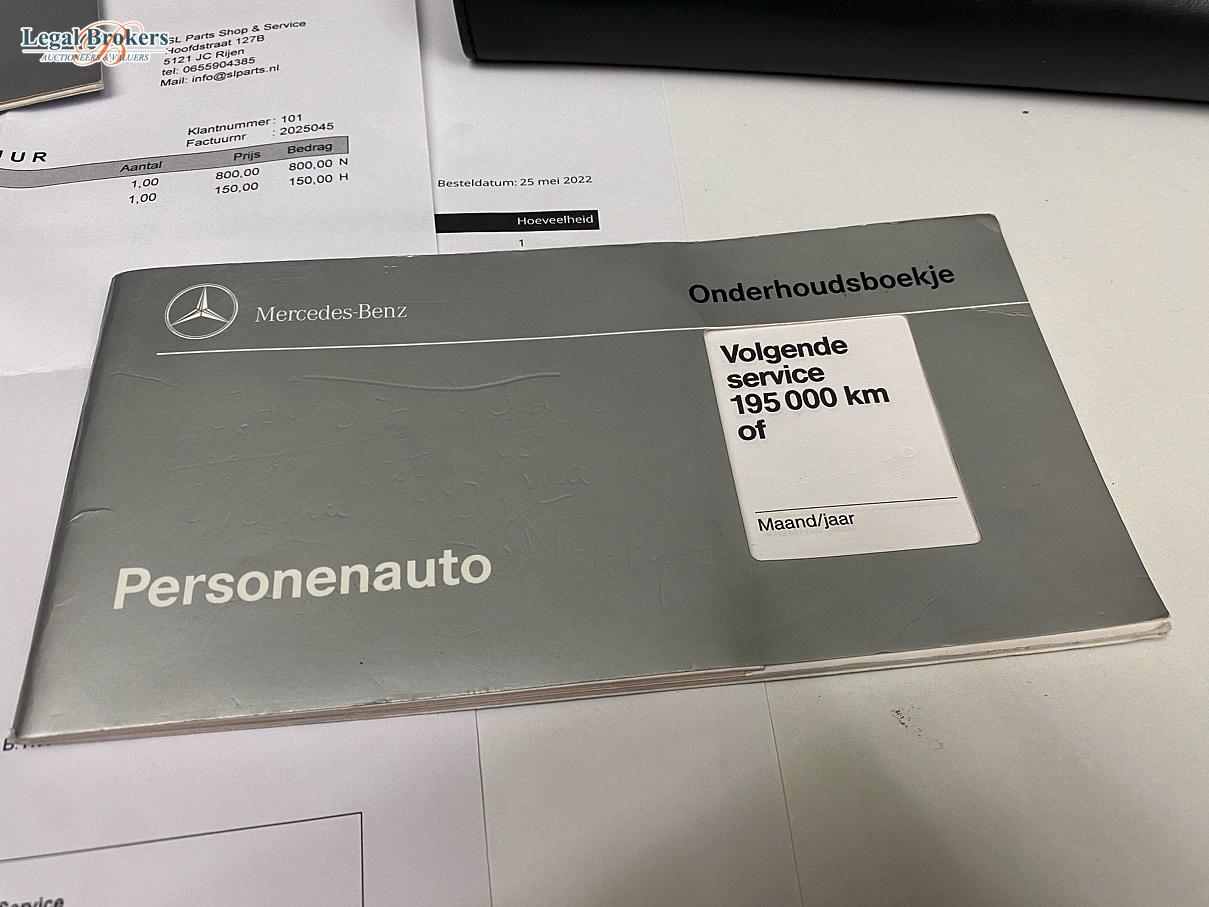 Legal Brokers
AUCTIONEERS & VALUERS
SL Parts Shop & Service
Hoofdstraat 127B
5121 JC Rijen
tel: 0655904385
Mail: info@slparts.nl
Klantnummer : 101
Factuurnr : 2025045
UUR
Aantal Prijs Bedrag
1,00 800,00 800,00 N
1,00 150,00 150,00 H
Besteldatum: 25 mei 2022
Hoeveelheid
1
Mercedes-Benz
Onderhoudsboekje
Volgende
service
195 000 km
of
Maand/jaar
Personenauto
Service